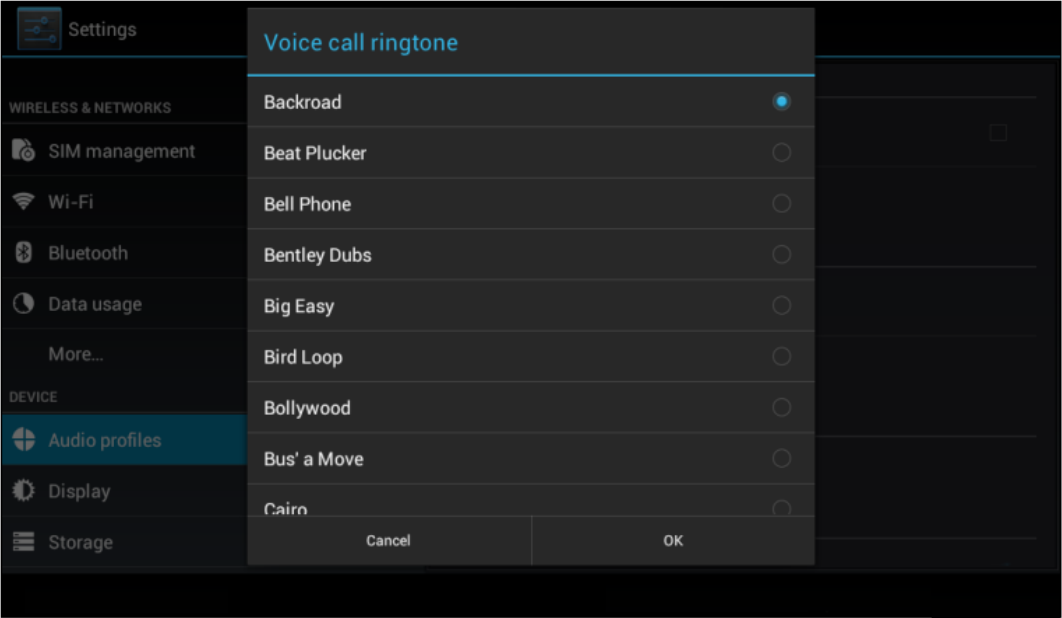 Settings
WIRELESS & NETWORKS
SIM management
Wi-Fi
Bluetooth
Data usage
More...
DEVICE
Audio profiles
Display
Storage
Voice call ringtone
Backroad
Beat Plucker
Bell Phone
Bentley Dubs
Big Easy
Bird Loop
Bollywood
Bus' a Move
Cairo
Cancel
OK